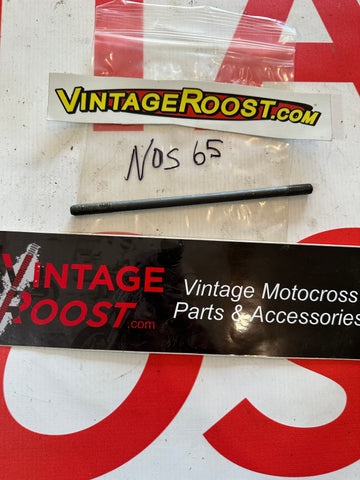 VINTAGEROOST.COM
NOS 65
VINTAGE
ROOST.com
Vintage Motocross
Parts & Accessories